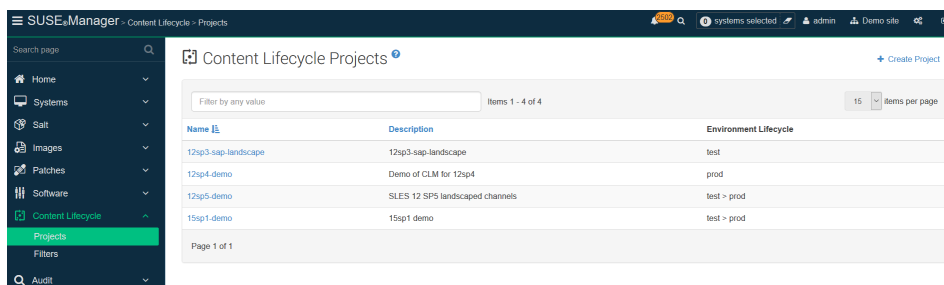 SUSE®Manager > Content Lifecycle > Projects
2502
0 systems selected
admin
Demo site
Search page
Home
Systems
Salt
Images
Patches
Software
Content Lifecycle
Projects
Filters
Audit
Content Lifecycle Projects ?
+ Create Project
Filter by any value
Items 1 - 4 of 4
15 items per page
Name Description Environment Lifecycle
12sp3-sap-landscape 12sp3-sap-landscape test
12sp4-demo Demo of CLM for 12sp4 prod
12sp5-demo SLES 12 SP5 landscaped channels test > prod
15sp1-demo 15sp1 demo test > prod
Page 1 of 1